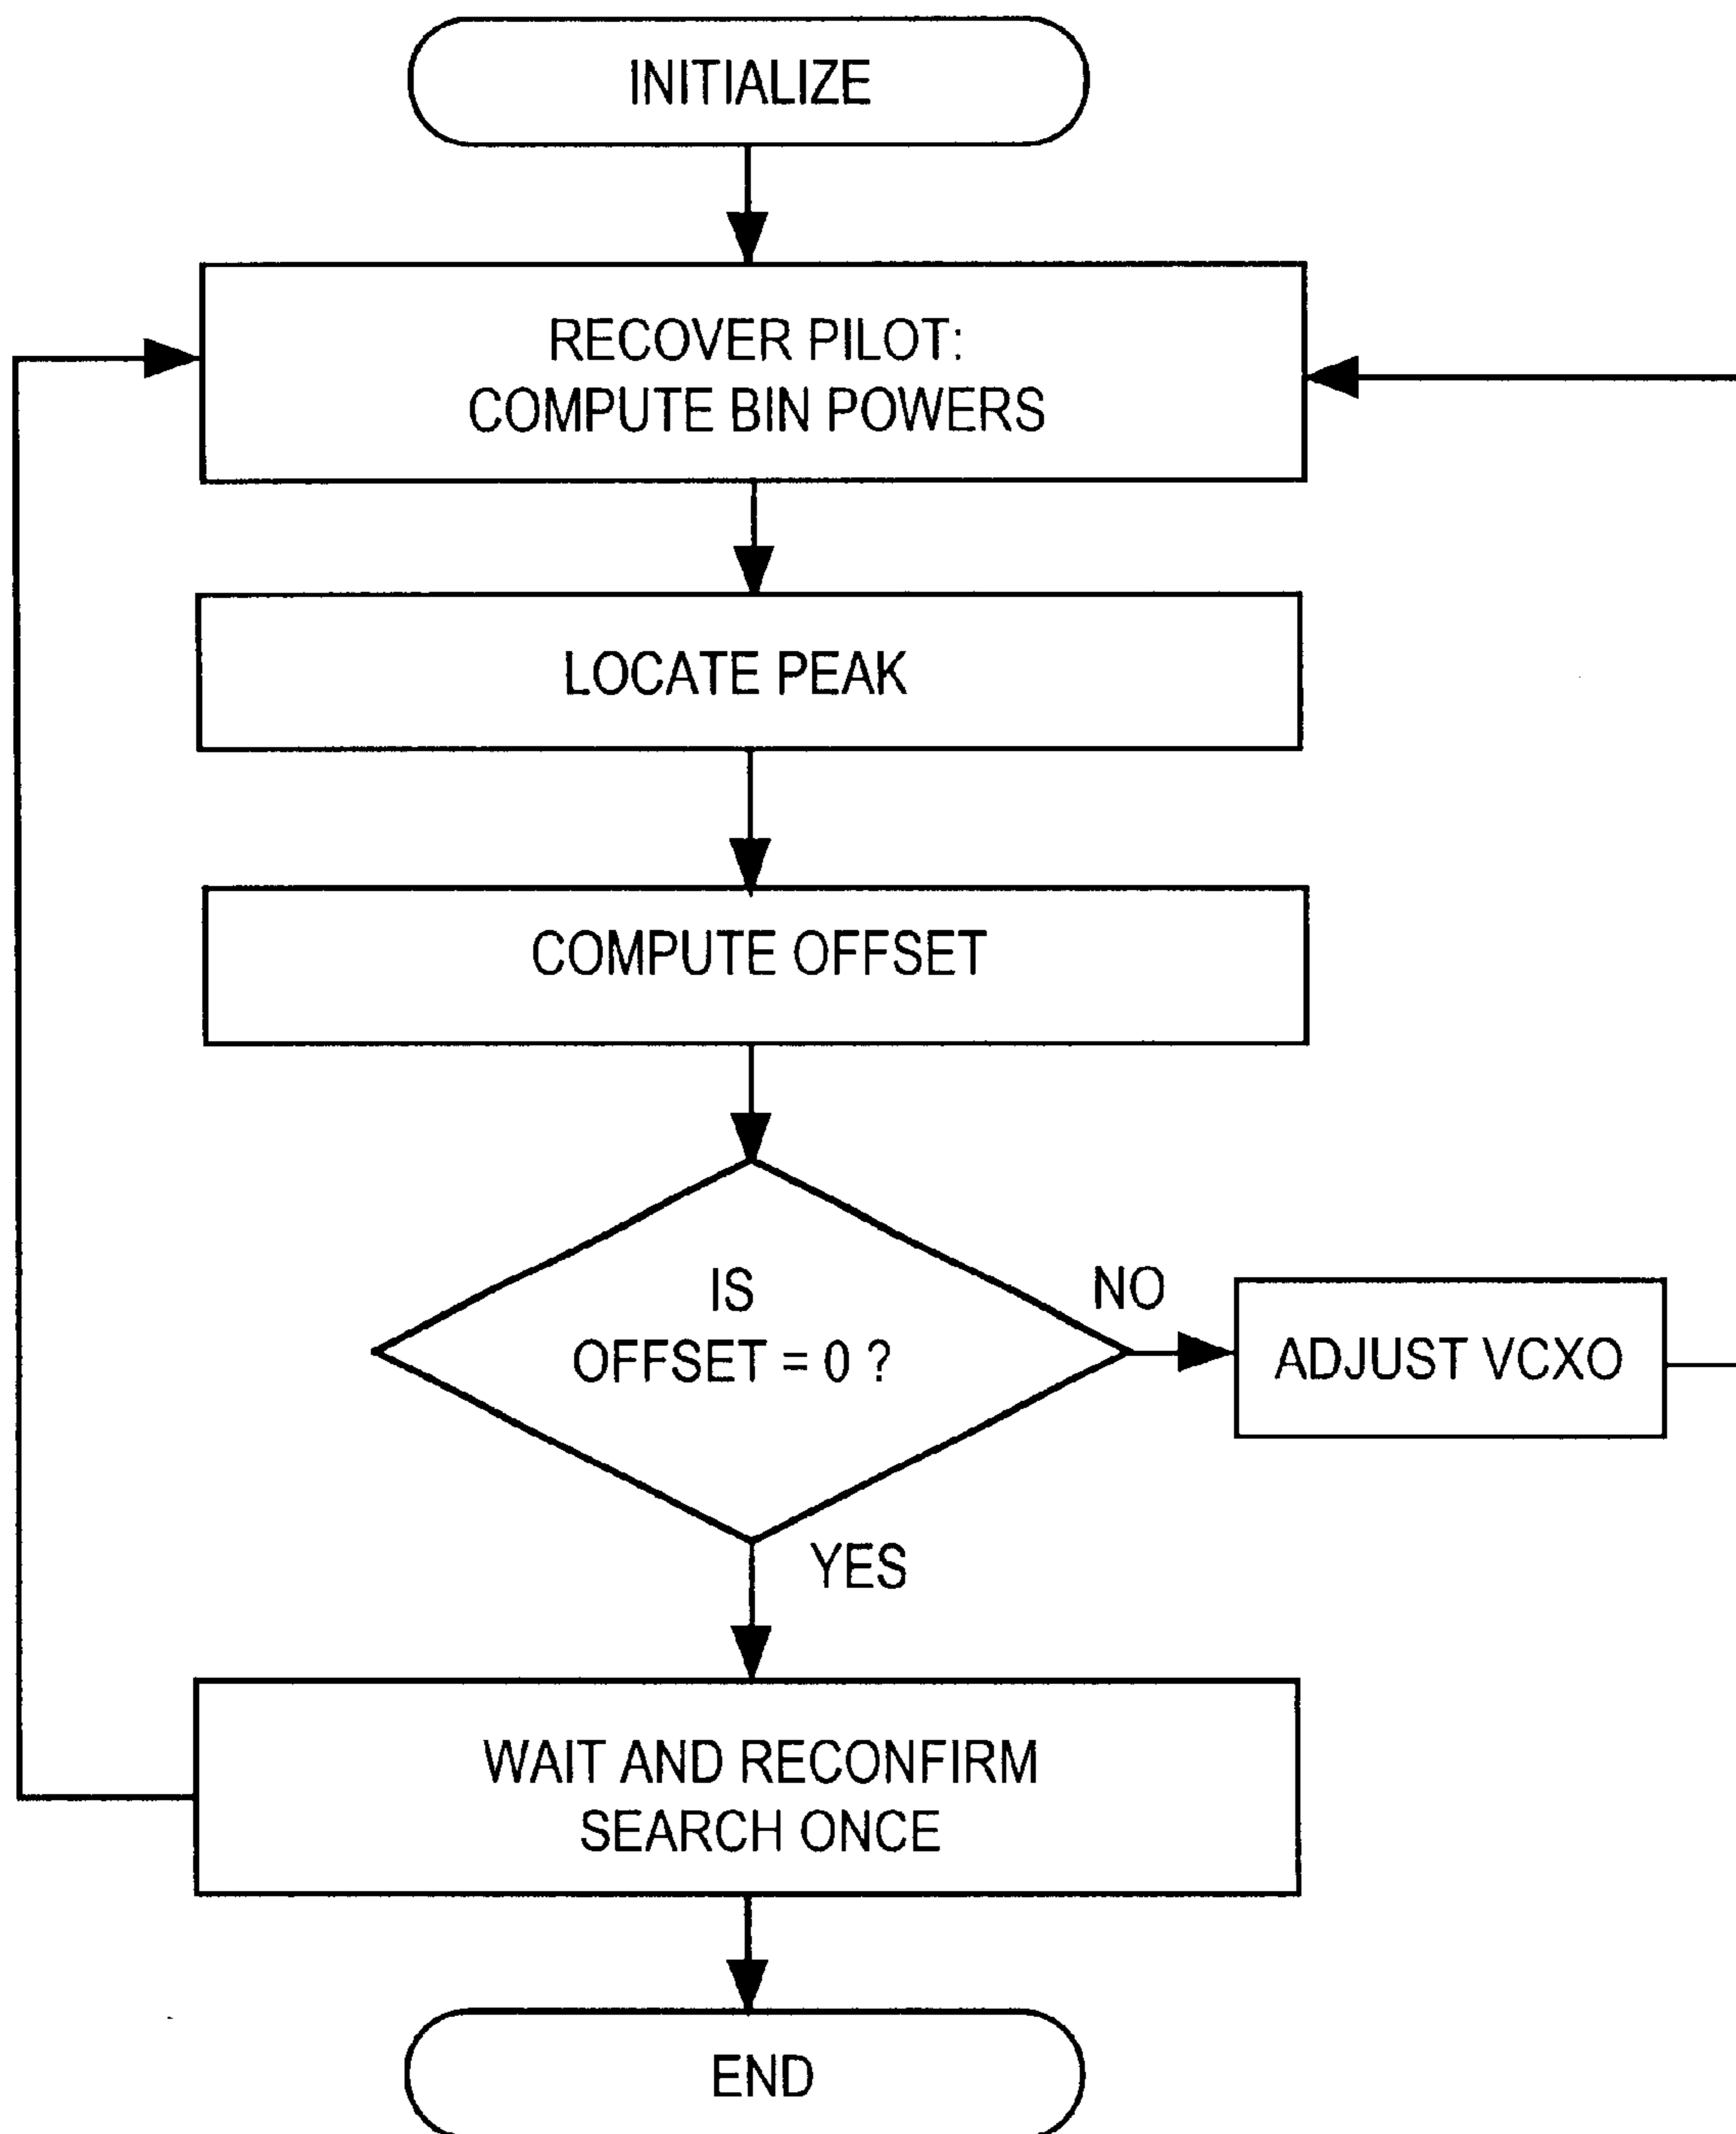 INITIALIZE
RECOVER PILOT:
COMPUTE BIN POWERS
LOCATE PEAK
COMPUTE OFFSET
IS
OFFSET = 0 ?
NO
ADJUST VCXO
YES
WAIT AND RECONFIRM
SEARCH ONCE
END